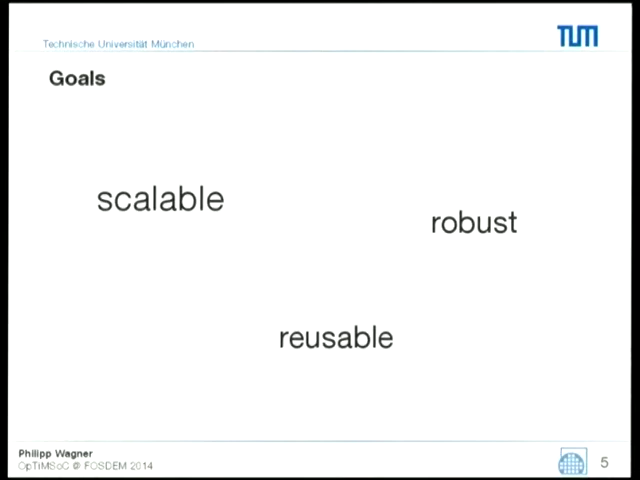 Technische Universität München
TUM
Goals
scalable
robust
reusable
Philipp Wagner
OpTiMSoC @ FOSDEM 2014
5